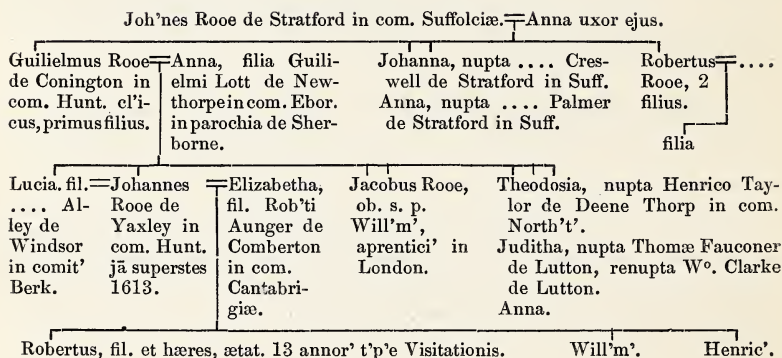 Joh'nes Rooe de Stratford in com. Suffolciæ.=Anna uxor ejus.
Guilielmus Rooe=
de Conington in
com. Hunt. cl'i-
cus, primus filius.
Anna, filia Guili-
elmi Lott de New-
thorpe in com. Ebor.
in parochia de Sher-
borne.
Johanna, nupta .... Cres-
well de Stratford in Suff.
Anna, nupta .... Palmer
de Stratford in Suff.
Robertus=....
Rooe, 2
filius.
filia
Lucia. fil.=
.... Al-
ley de
Windsor
in comit'
Berk.
Johannes=
Rooe de
Yaxley in
com. Hunt.
jā superstes
1613.
Elizabetha,
fil. Rob'ti
Aunger de
Comberton
in com.
Cantabri-
giæ.
Jacobus Rooe,
ob. s. p.
Will'm',
aprentici' in
London.
Theodosia, nupta Henrico Tay-
lor de Deene Thorp in com.
North't'.
Juditha, nupta Thomæ Fauconer
de Lutton, renupta Wº. Clarke
de Lutton.
Anna.
Robertus, fil. et hæres, ætat. 13 annor' t'p'e Visitationis.
Will'm'.
Henric'.